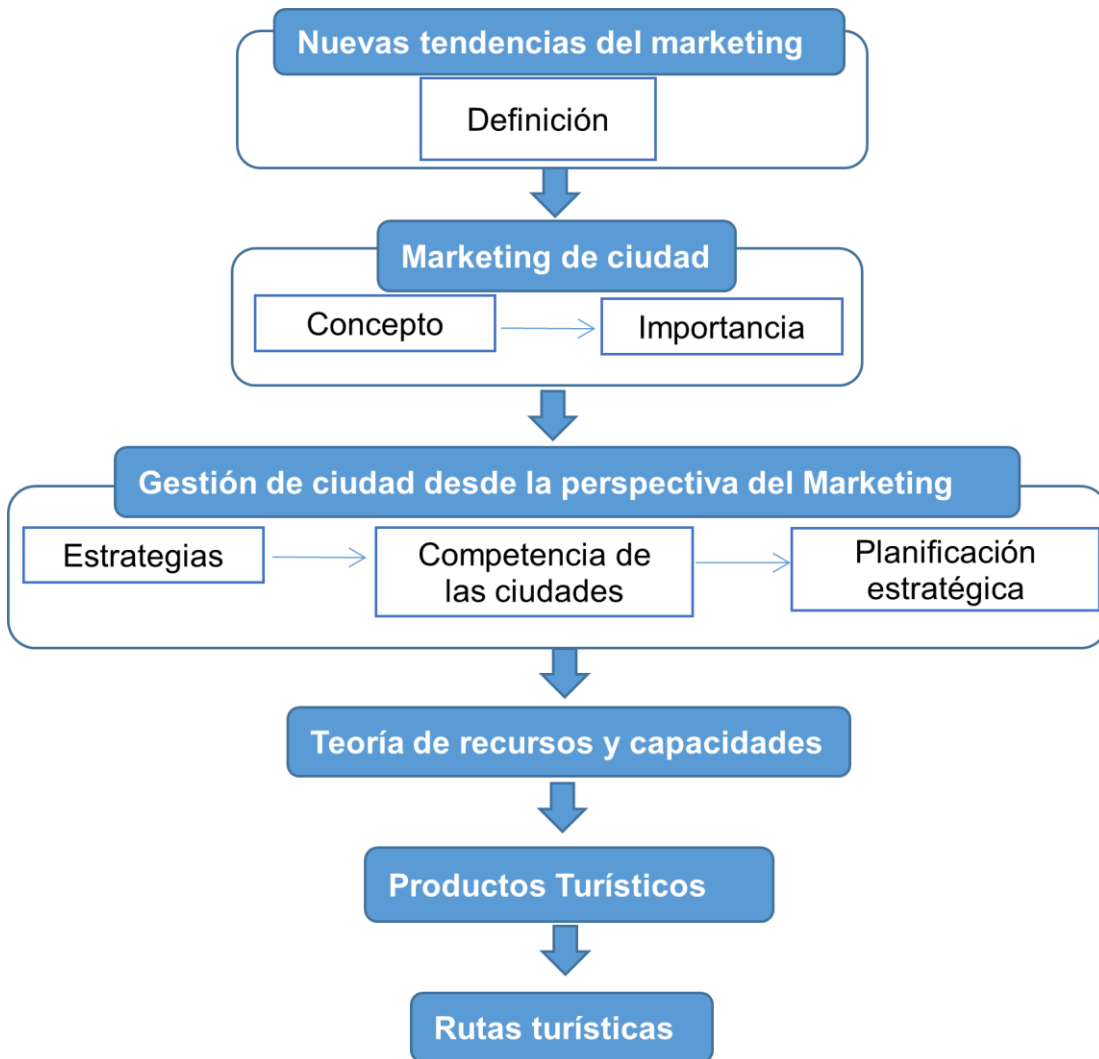 Nuevas tendencias del marketing
Definición
Marketing de ciudad
Concepto
Importancia
Gestión de ciudad desde la perspectiva del Marketing
Estrategias
Competencia de
las ciudades
Planificación
estratégica
Teoría de recursos y capacidades
Productos Turísticos
Rutas turísticas